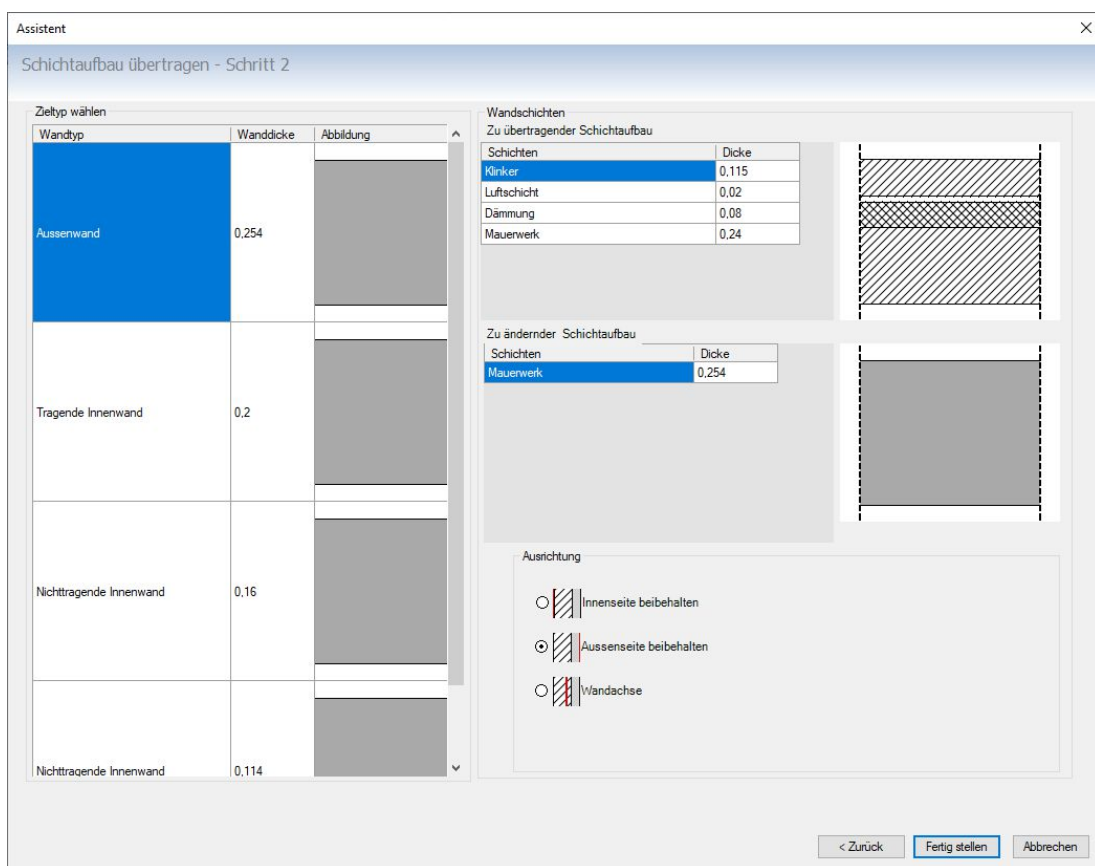 Assistent
Schichtaufbau übertragen - Schritt 2
Zieltyp wählen
Wandtyp Wanddicke Abbildung
Aussenwand 0,254
Tragende Innenwand 0,2
Nichttragende Innenwand 0,16
Nichttragende Innenwand 0,114
Wandschichten
Zu übertragender Schichtaufbau
Schichten Dicke
Klinker 0,115
Luftschicht 0,02
Dämmung 0,08
Mauerwerk 0,24
Zu ändernder Schichtaufbau
Schichten Dicke
Mauerwerk 0,254
Ausrichtung
Innenseite beibehalten
Aussenseite beibehalten
Wandachse
< Zurück Fertig stellen Abbrechen